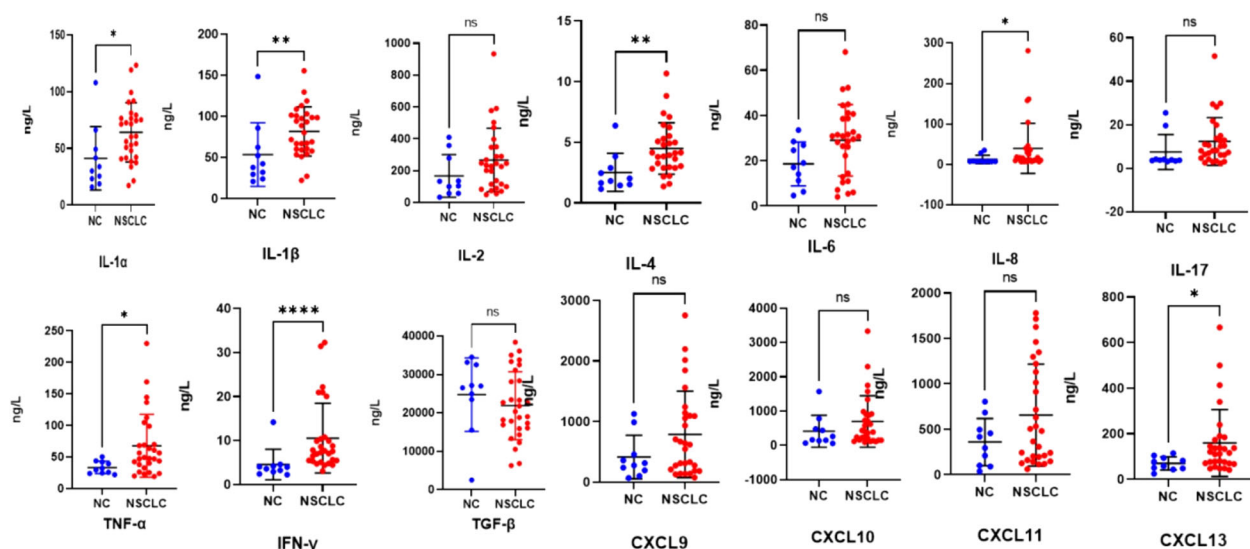 *
150
100
50
0
ng/L
NC NSCLC
IL-1α
**
200
150
100
50
0
ng/L
NC NSCLC
IL-1β
ns
1000
800
600
400
200
0
ng/L
NC NSCLC
IL-2
**
15
10
5
0
ng/L
NC NSCLC
IL-4
ns
80
60
40
20
0
ng/L
NC NSCLC
IL-6
*
300
200
100
0
-100
ng/L
NC NSCLC
IL-8
ns
60
40
20
0
-20
ng/L
NC NSCLC
IL-17
*
250
200
150
100
50
0
ng/L
NC NSCLC
TNF-α
****
40
30
20
10
0
ng/L
NC NSCLC
IFN-γ
ns
40000
30000
20000
10000
0
ng/L
NC NSCLC
TGF-β
ns
3000
2000
1000
0
ng/L
NC NSCLC
CXCL9
ns
4000
3000
2000
1000
0
-1000
ng/L
NC NSCLC
CXCL10
ns
2000
1500
1000
500
0
ng/L
NC NSCLC
CXCL11
*
800
600
400
200
0
ng/L
NC NSCLC
CXCL13